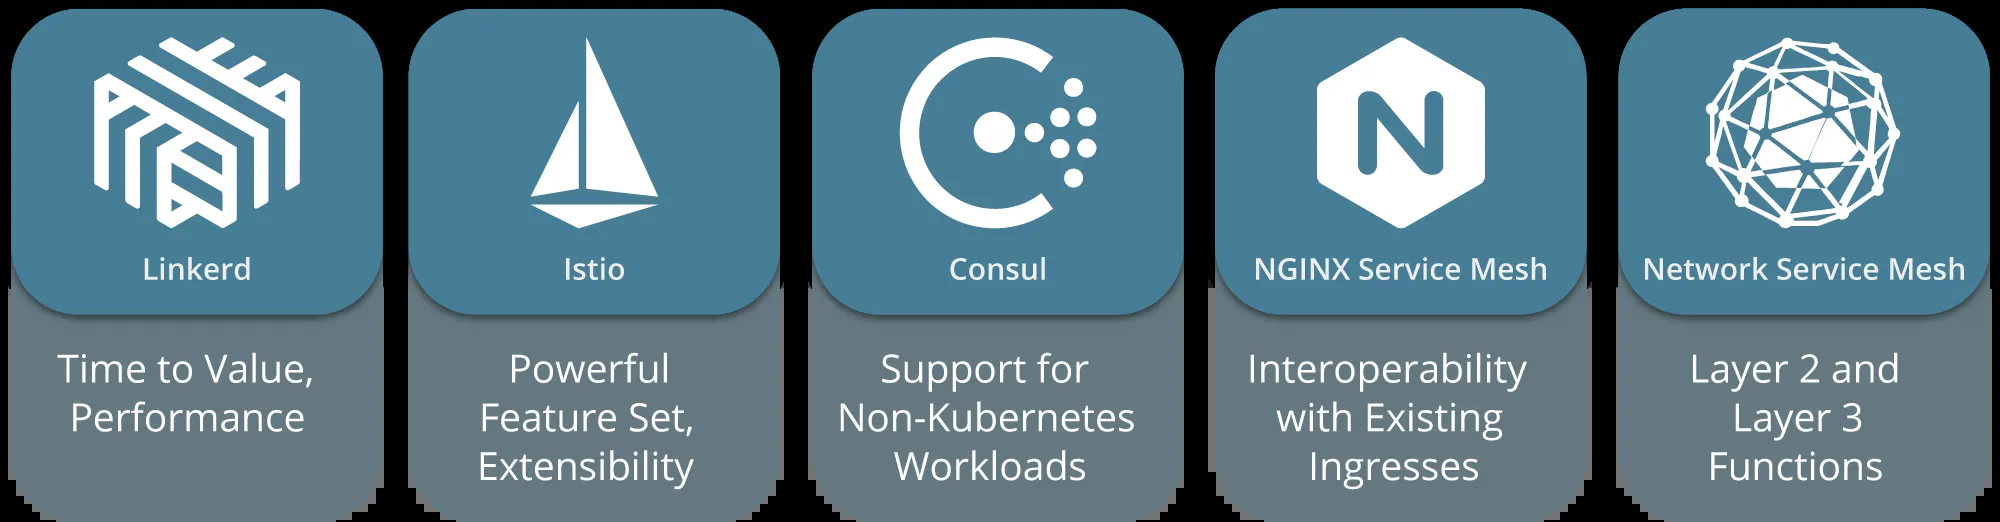 Linkerd
Time to Value,
Performance
Istio
Powerful
Feature Set,
Extensibility
Consul
Support for
Non-Kubernetes
Workloads
N
NGINX Service Mesh
Interoperability
with Existing
Ingresses
Network Service Mesh
Layer 2 and
Layer 3
Functions